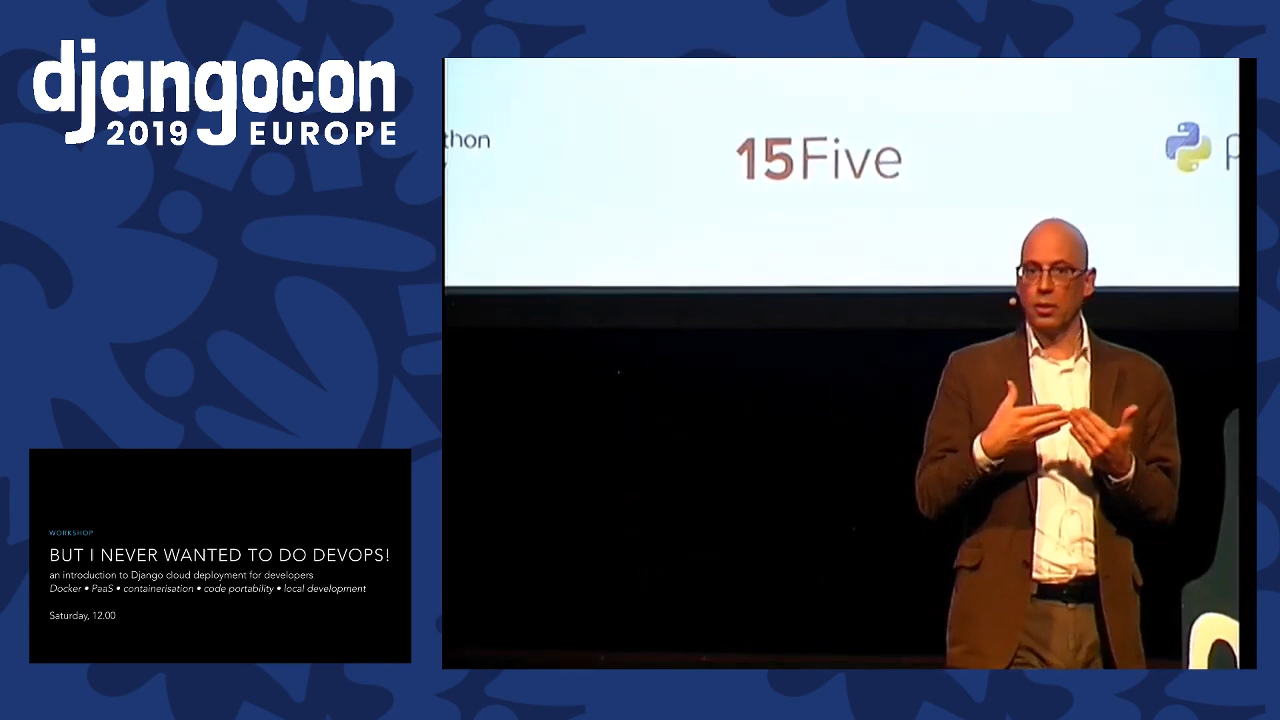 djangocon
2019 EUROPE
thon
15Five
WORKSHOP
BUT I NEVER WANTED TO DO DEVOPS!
an introduction to Django cloud deployment for developers
Docker • PaaS • containerisation • code portability • local development
Saturday, 12.00